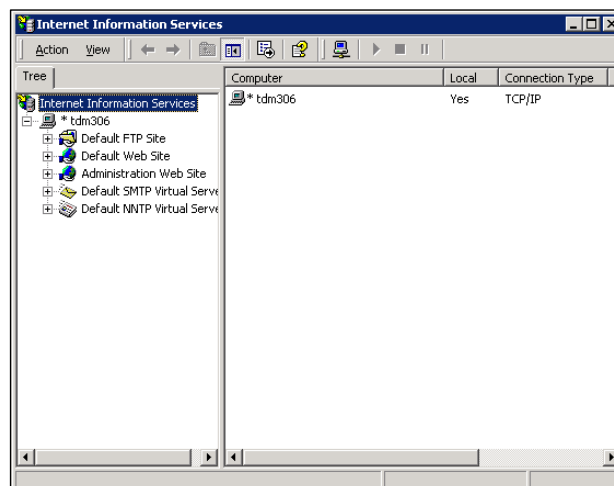 Internet Information Services
Action View
Tree
Computer Local Connection Type
Internet Information Services
* tdm306 Yes TCP/IP
* tdm306
Default FTP Site
Default Web Site
Administration Web Site
Default SMTP Virtual Serve
Default NNTP Virtual Serve